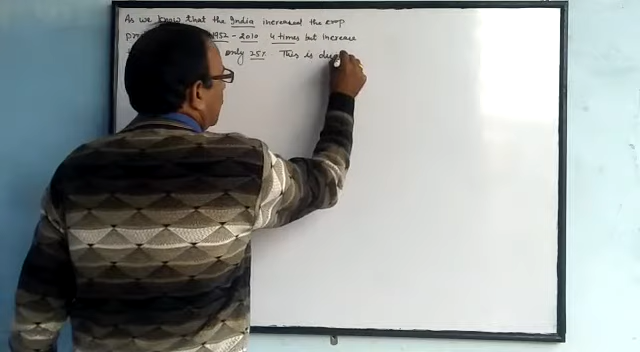 As we know that the India increased the crop
1952 - 2010 4 times but increase
only 25% This is due